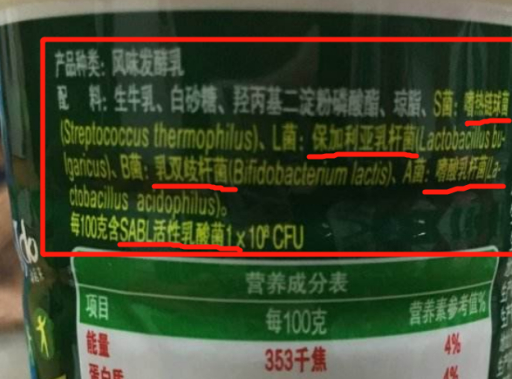 产品种类：风味发酵乳
配 料：生牛乳、白砂糖、羟丙基二淀粉磷酸酯、琼脂、S菌：嗜热链球菌
(Streptococcus thermophilus)、L菌：保加利亚乳杆菌(Lactobacillus bu-
lgaricus)、B菌：乳双歧杆菌(Bifidobacterium lactis)、A菌：嗜酸乳杆菌(La-
ctobacillus acidophilus)。
每100克含SABL活性乳酸菌1×10⁸ CFU
营养成分表
项目 每100克 营养素参考值%
能量 353千焦 4%
蛋白质 4%